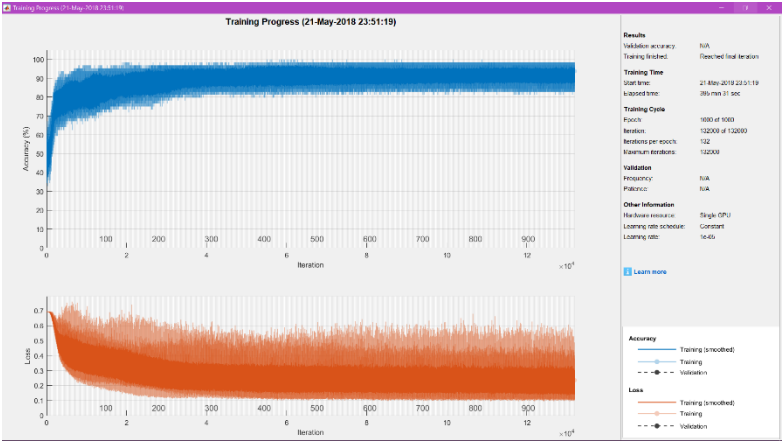 Training Progress (21-May-2018 23:51:19)
Training Progress (21-May-2018 23:51:19)
Accuracy (%)
100
90
80
70
60
50
40
30
20
10
0
100 200 300 400 500 600 700 800 900
0 2 4 6 8 10 12
Iteration
×10⁴
Loss
0.7
0.6
0.5
0.4
0.3
0.2
0.1
0
100 200 300 400 500 600 700 800 900
0 2 4 6 8 10 12
Iteration
×10⁴
Results
Validation accuracy: N/A
Training finished: Reached final iteration
Training Time
Start time: 21-May-2018 23:51:19
Elapsed time: 395 min 31 sec
Training Cycle
Epoch: 1000 of 1000
Iteration: 132000 of 132000
Iterations per epoch: 132
Maximum iterations: 132000
Validation
Frequency: N/A
Patience: N/A
Other Information
Hardware resource: Single GPU
Learning rate schedule: Constant
Learning rate: 1e-05
i Learn more
Accuracy
Training (smoothed)
Training
Validation
Loss
Training (smoothed)
Training
Validation